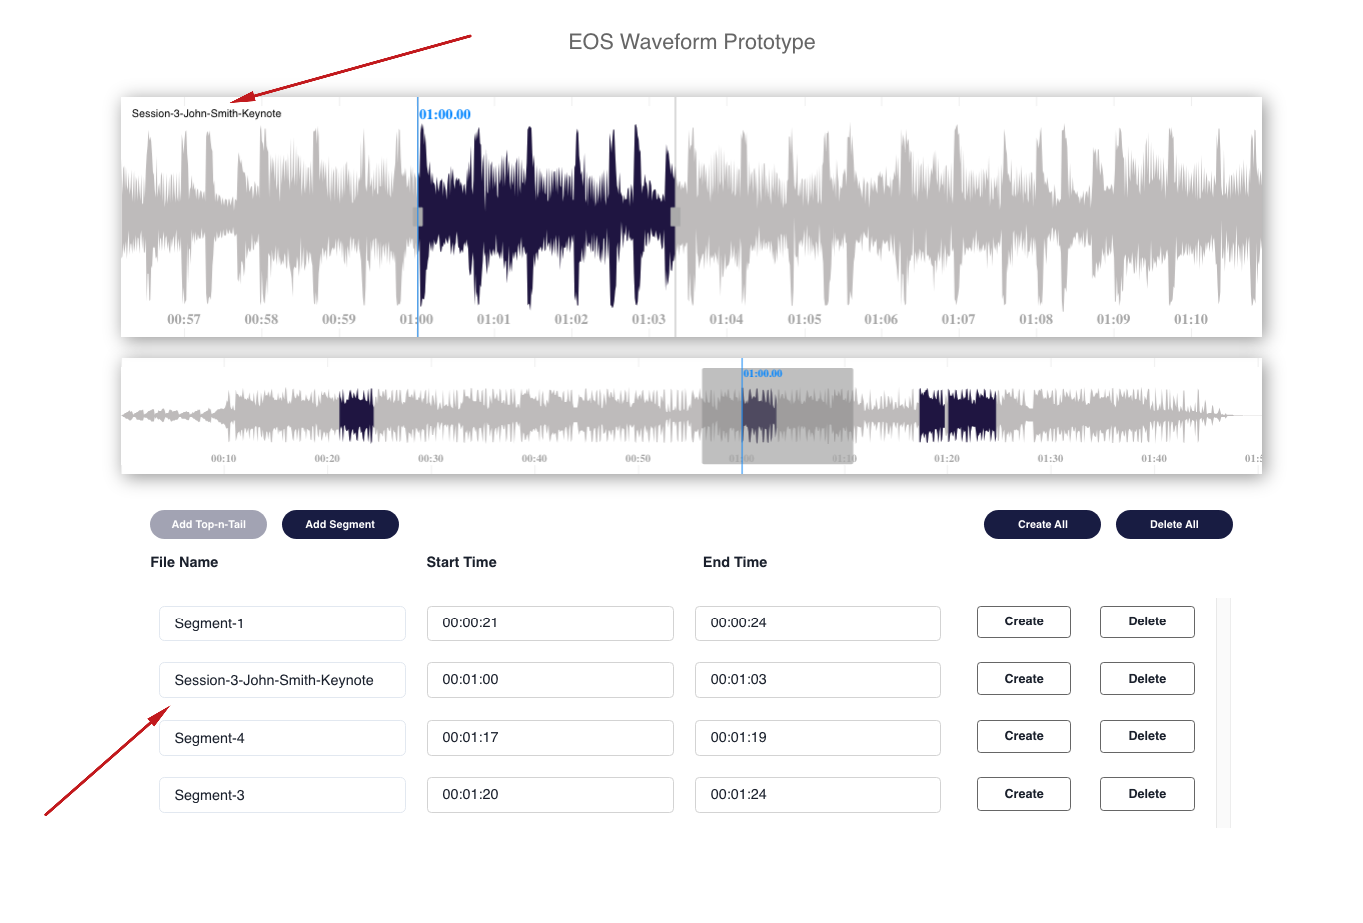 EOS Waveform Prototype
Session-3-John-Smith-Keynote
01:00.00
00:57 00:58 00:59 01:00 01:01 01:02 01:03 01:04 01:05 01:06 01:07 01:08 01:09 01:10
01:00.00
00:10 00:20 00:30 00:40 00:50 01:00 01:10 01:20 01:30 01:40
Add Top-n-Tail Add Segment Create All Delete All
File Name Start Time End Time
Segment-1 00:00:21 00:00:24 Create Delete
Session-3-John-Smith-Keynote 00:01:00 00:01:03 Create Delete
Segment-4 00:01:17 00:01:19 Create Delete
Segment-3 00:01:20 00:01:24 Create Delete